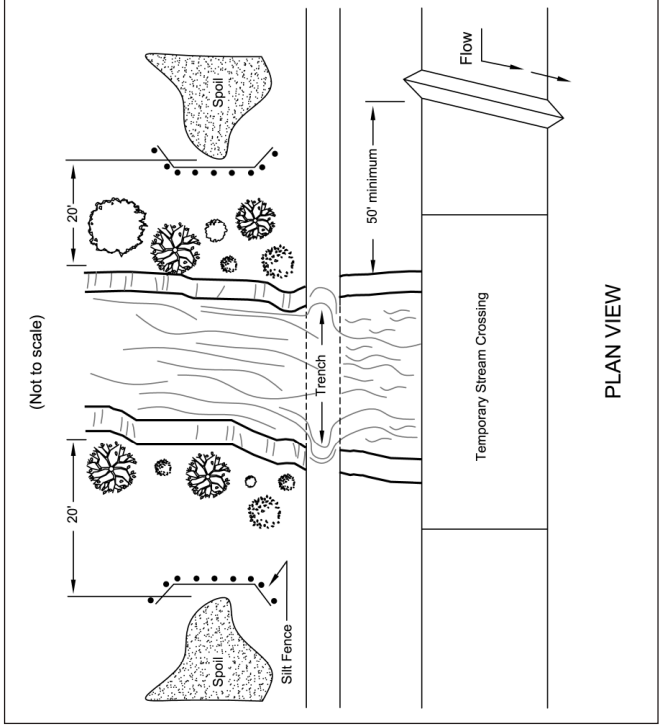 (Not to scale)
20'
20'
Spoil
Spoil
Silt Fence
Trench
50' minimum
Flow
Temporary Stream Crossing
PLAN VIEW